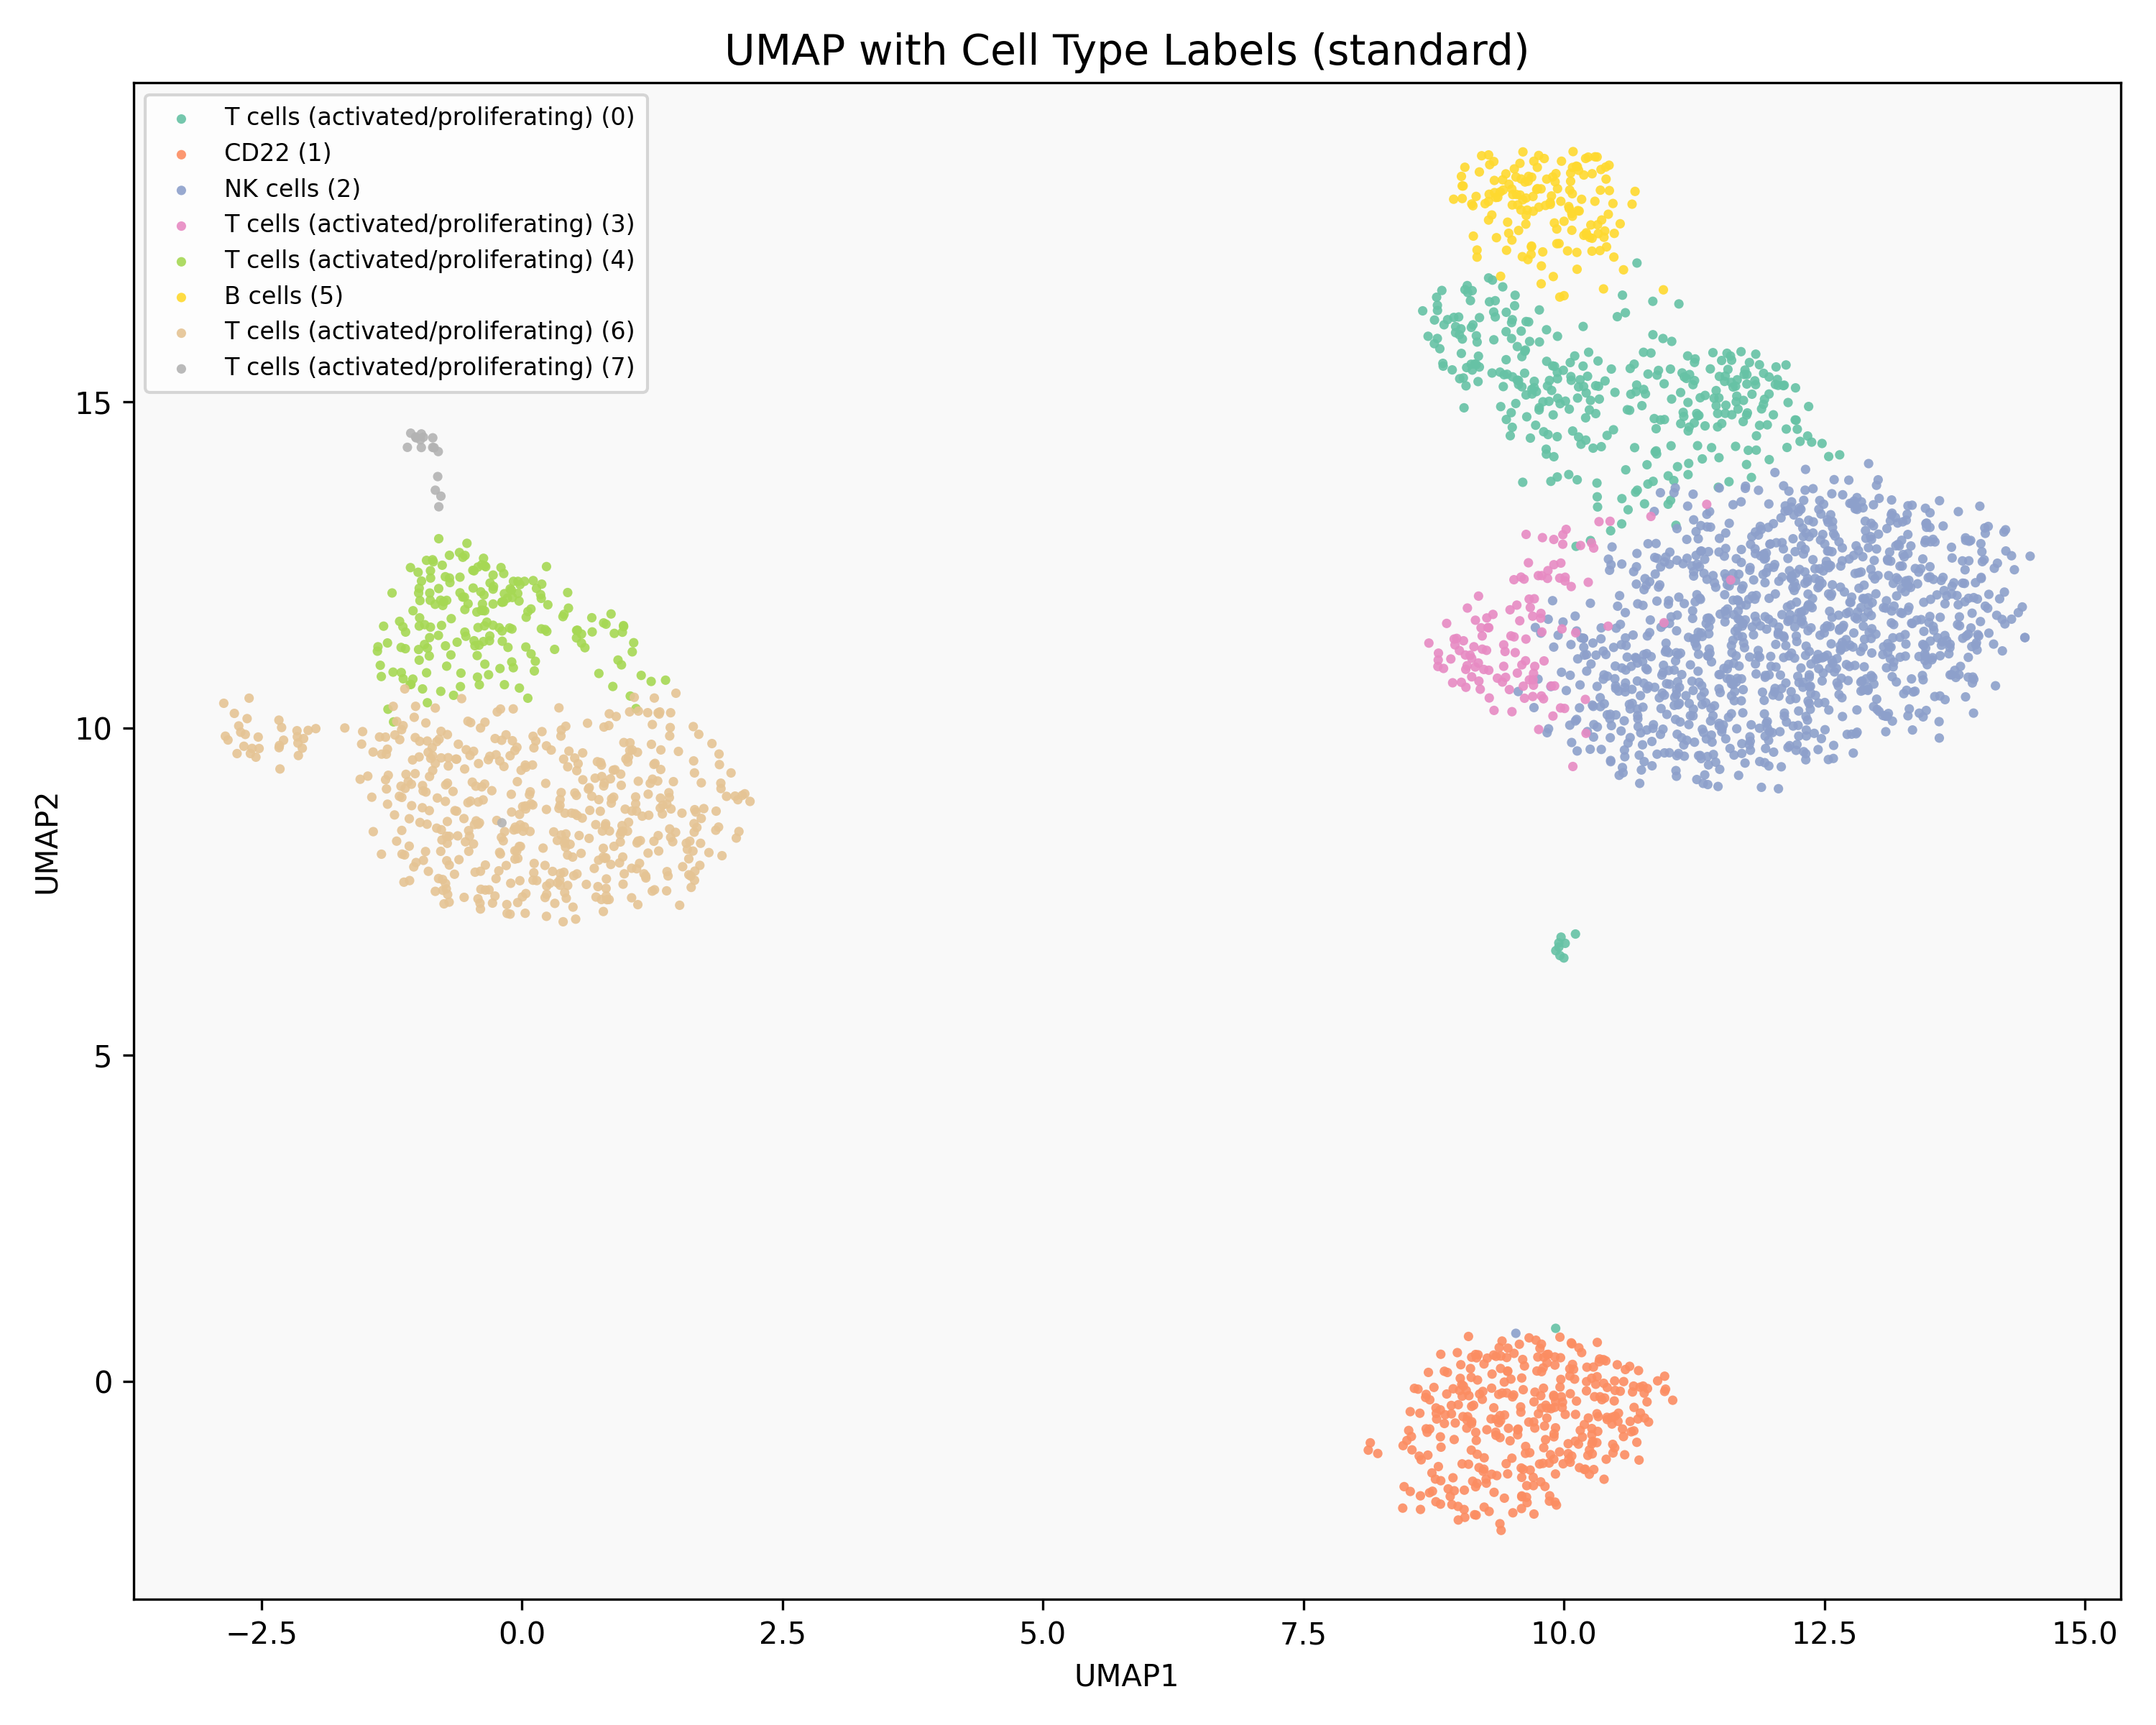 UMAP with Cell Type Labels (standard)
T cells (activated/proliferating) (0)
CD22 (1)
NK cells (2)
T cells (activated/proliferating) (3)
T cells (activated/proliferating) (4)
B cells (5)
T cells (activated/proliferating) (6)
T cells (activated/proliferating) (7)
15
10
5
0
UMAP2
−2.5 0.0 2.5 5.0 7.5 10.0 12.5 15.0
UMAP1